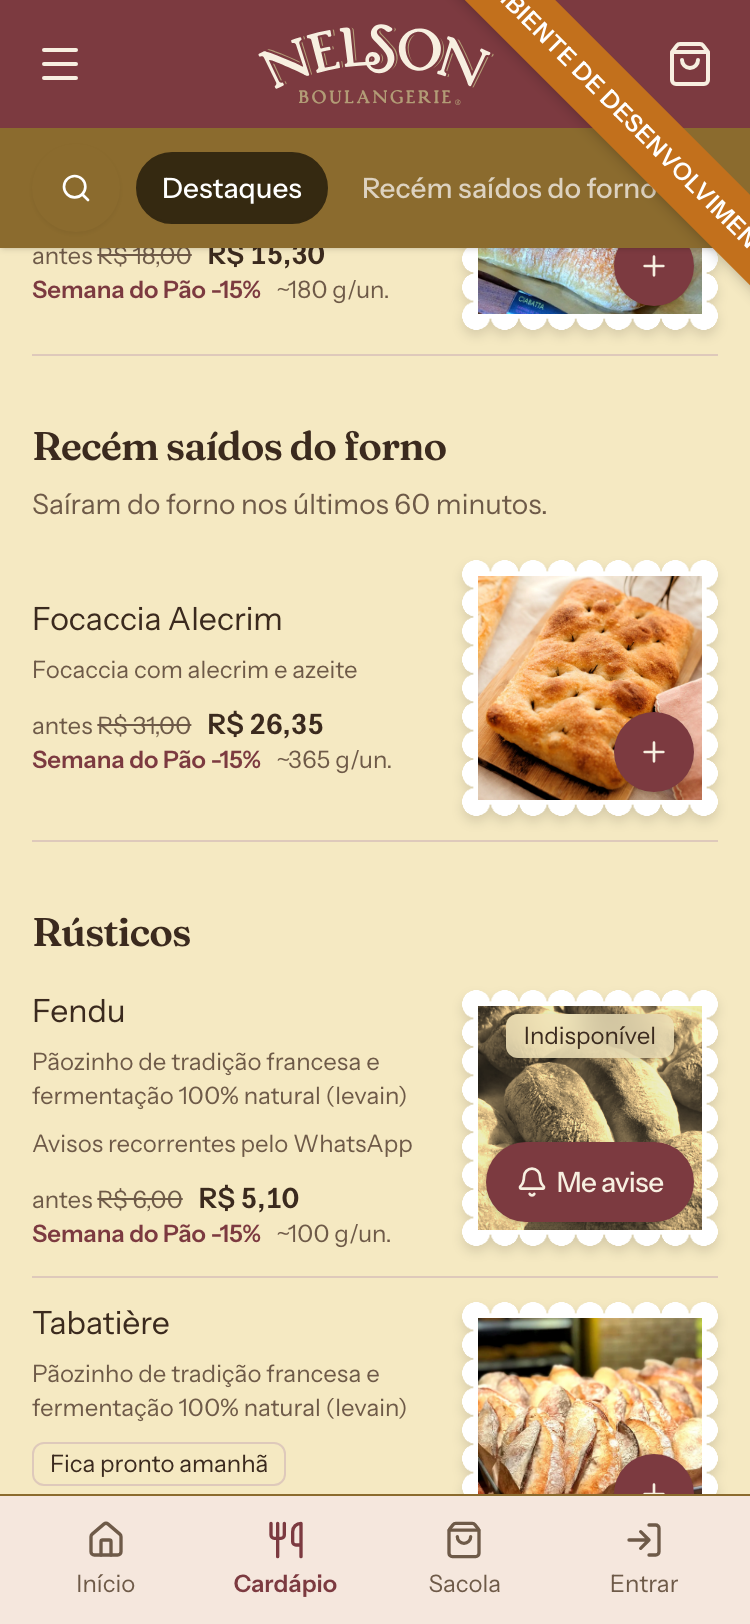 NELSON
BOULANGERIE
DE DESENVOLVIMEN
Destaques
Recém saídos do forno
antes R$ 18,00 R$ 15,30
Semana do Pão -15% ~180 g/un.
CIABATTA
Recém saídos do forno
Saíram do forno nos últimos 60 minutos.
Focaccia Alecrim
Focaccia com alecrim e azeite
antes R$ 31,00 R$ 26,35
Semana do Pão -15% ~365 g/un.
Rústicos
Fendu
Indisponível
Pãozinho de tradição francesa e
fermentação 100% natural (levain)
Avisos recorrentes pelo WhatsApp
Me avise
antes R$ 6,00 R$ 5,10
Semana do Pão -15% ~100 g/un.
Tabatière
Pãozinho de tradição francesa e
fermentação 100% natural (levain)
Fica pronto amanhã
Início
Cardápio
Sacola
Entrar